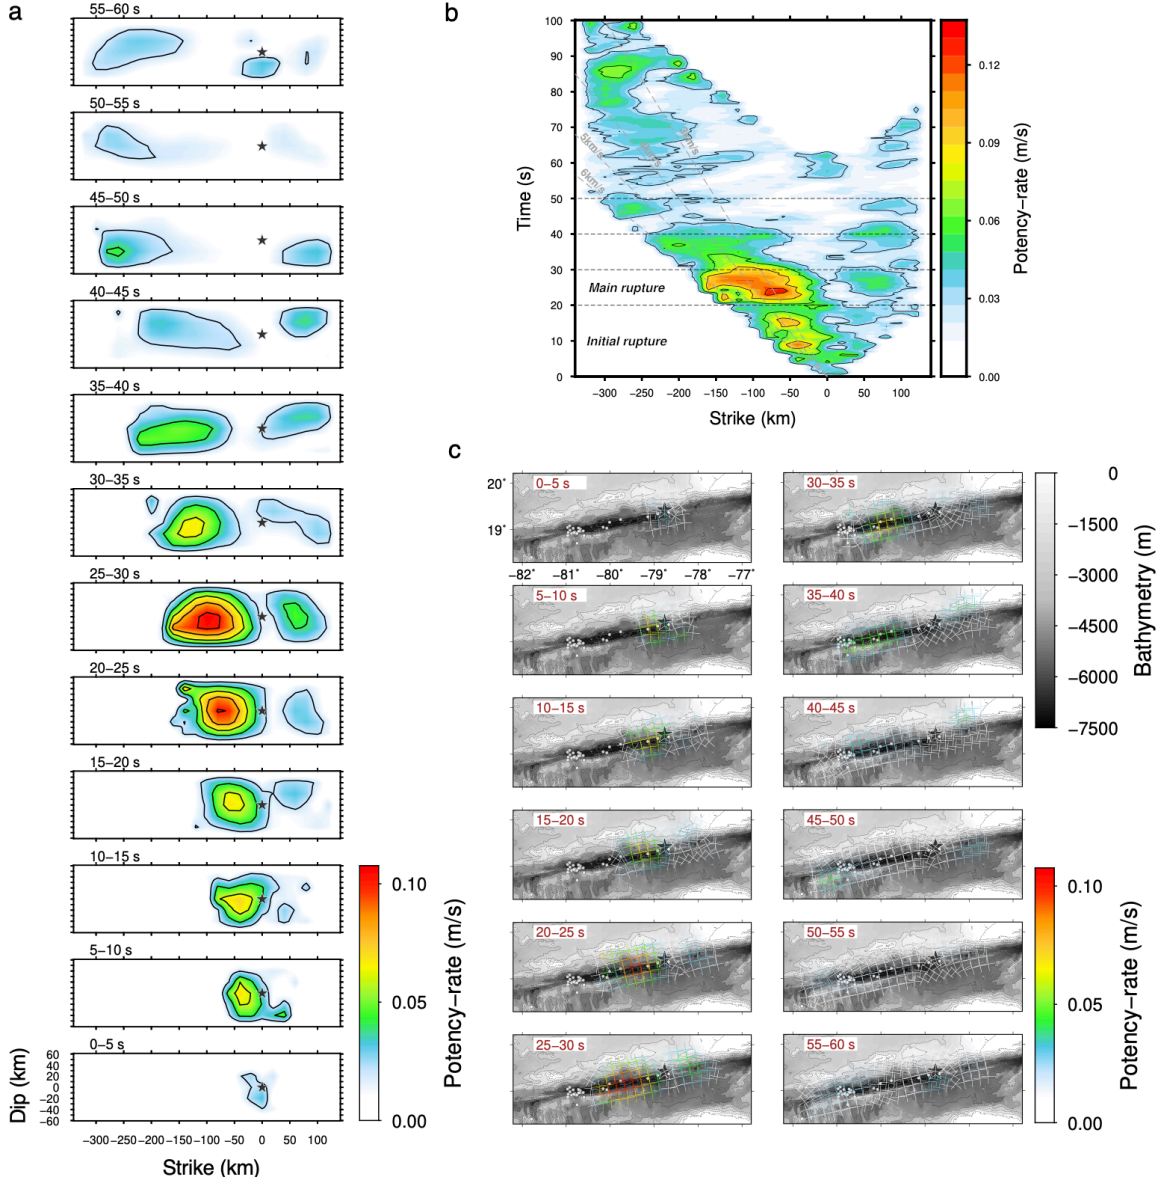 a
55−60 s
50−55 s
45−50 s
40−45 s
35−40 s
30−35 s
25−30 s
20−25 s
15−20 s
10−15 s
5−10 s
0−5 s
60
40
20
0
−20
−40
−60
Dip (km)
−300 −250 −200 −150 −100 −50 0 50 100
Strike (km)
0.10
0.05
0.00
Potency−rate (m/s)
b
100
90
80
70
60
50
40
30
20
10
0
Time (s)
5km/s
6km/s
Main rupture
Initial rupture
−300 −250 −200 −150 −100 −50 0 50 100
Strike (km)
0.12
0.09
0.06
0.03
0.00
Potency−rate (m/s)
c
20°
19°
0−5 s
−82 −81 −80 −79 −78 −77°
5−10 s
10−15 s
15−20 s
20−25 s
25−30 s
30−35 s
35−40 s
40−45 s
45−50 s
50−55 s
55−60 s
0
−1500
−3000
−4500
−6000
−7500
Bathymetry (m)
0.10
0.05
0.00
Potency−rate (m/s)